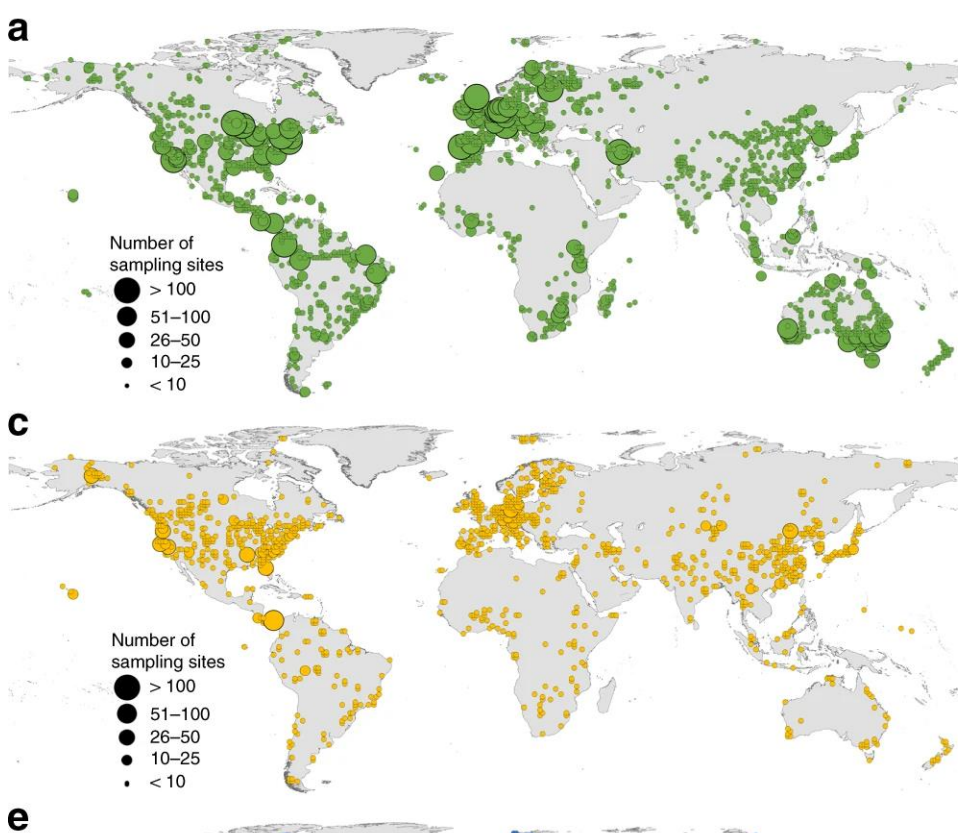 a
Number of
sampling sites
> 100
51–100
26–50
10–25
< 10
c
Number of
sampling sites
> 100
51–100
26–50
10–25
< 10
e